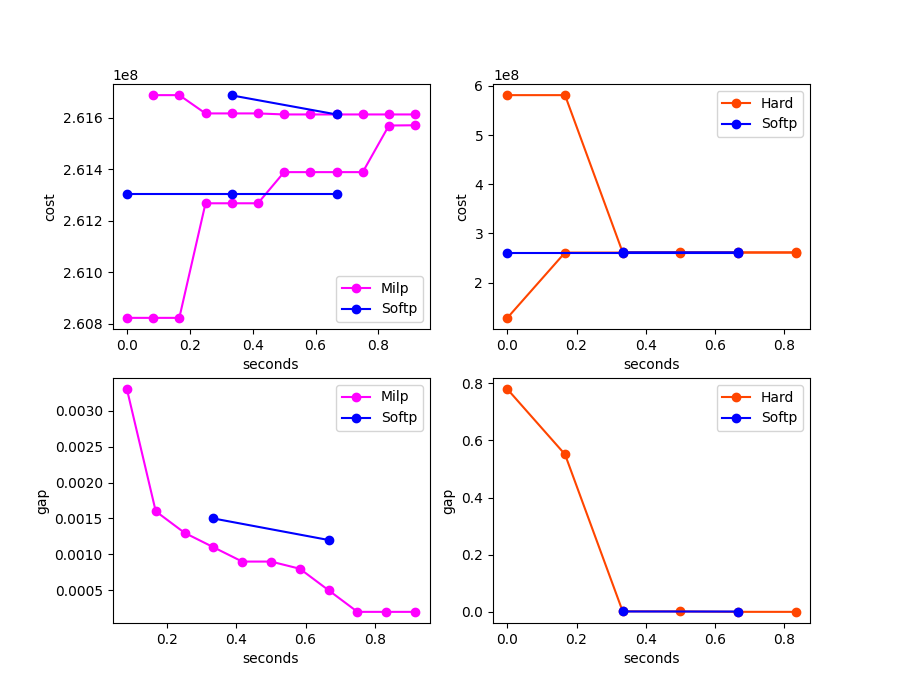 1e8
2.616
2.614
2.612
2.610
2.608
cost
0.0 0.2 0.4 0.6 0.8
seconds
Milp
Softp
1e8
6
5
4
3
2
cost
0.0 0.2 0.4 0.6 0.8
seconds
Hard
Softp
0.0030
0.0025
0.0020
0.0015
0.0010
0.0005
gap
0.2 0.4 0.6 0.8
seconds
Milp
Softp
0.8
0.6
0.4
0.2
0.0
gap
0.0 0.2 0.4 0.6 0.8
seconds
Hard
Softp